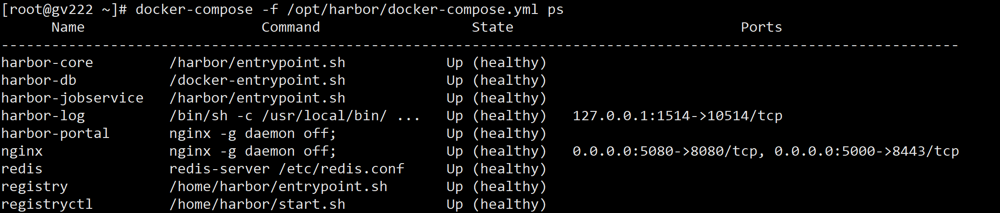 [root@gv222 ~]# docker-compose -f /opt/harbor/docker-compose.yml ps
Name Command State Ports
------------------------------------------------------------------------------------------------------------------
harbor-core /harbor/entrypoint.sh Up (healthy)
harbor-db /docker-entrypoint.sh Up (healthy)
harbor-jobservice /harbor/entrypoint.sh Up (healthy)
harbor-log /bin/sh -c /usr/local/bin/ ... Up (healthy) 127.0.0.1:1514->10514/tcp
harbor-portal nginx -g daemon off; Up (healthy)
nginx nginx -g daemon off; Up (healthy) 0.0.0.0:5080->8080/tcp, 0.0.0.0:5000->8443/tcp
redis redis-server /etc/redis.conf Up (healthy)
registry /home/harbor/entrypoint.sh Up (healthy)
registryctl /home/harbor/start.sh Up (healthy)